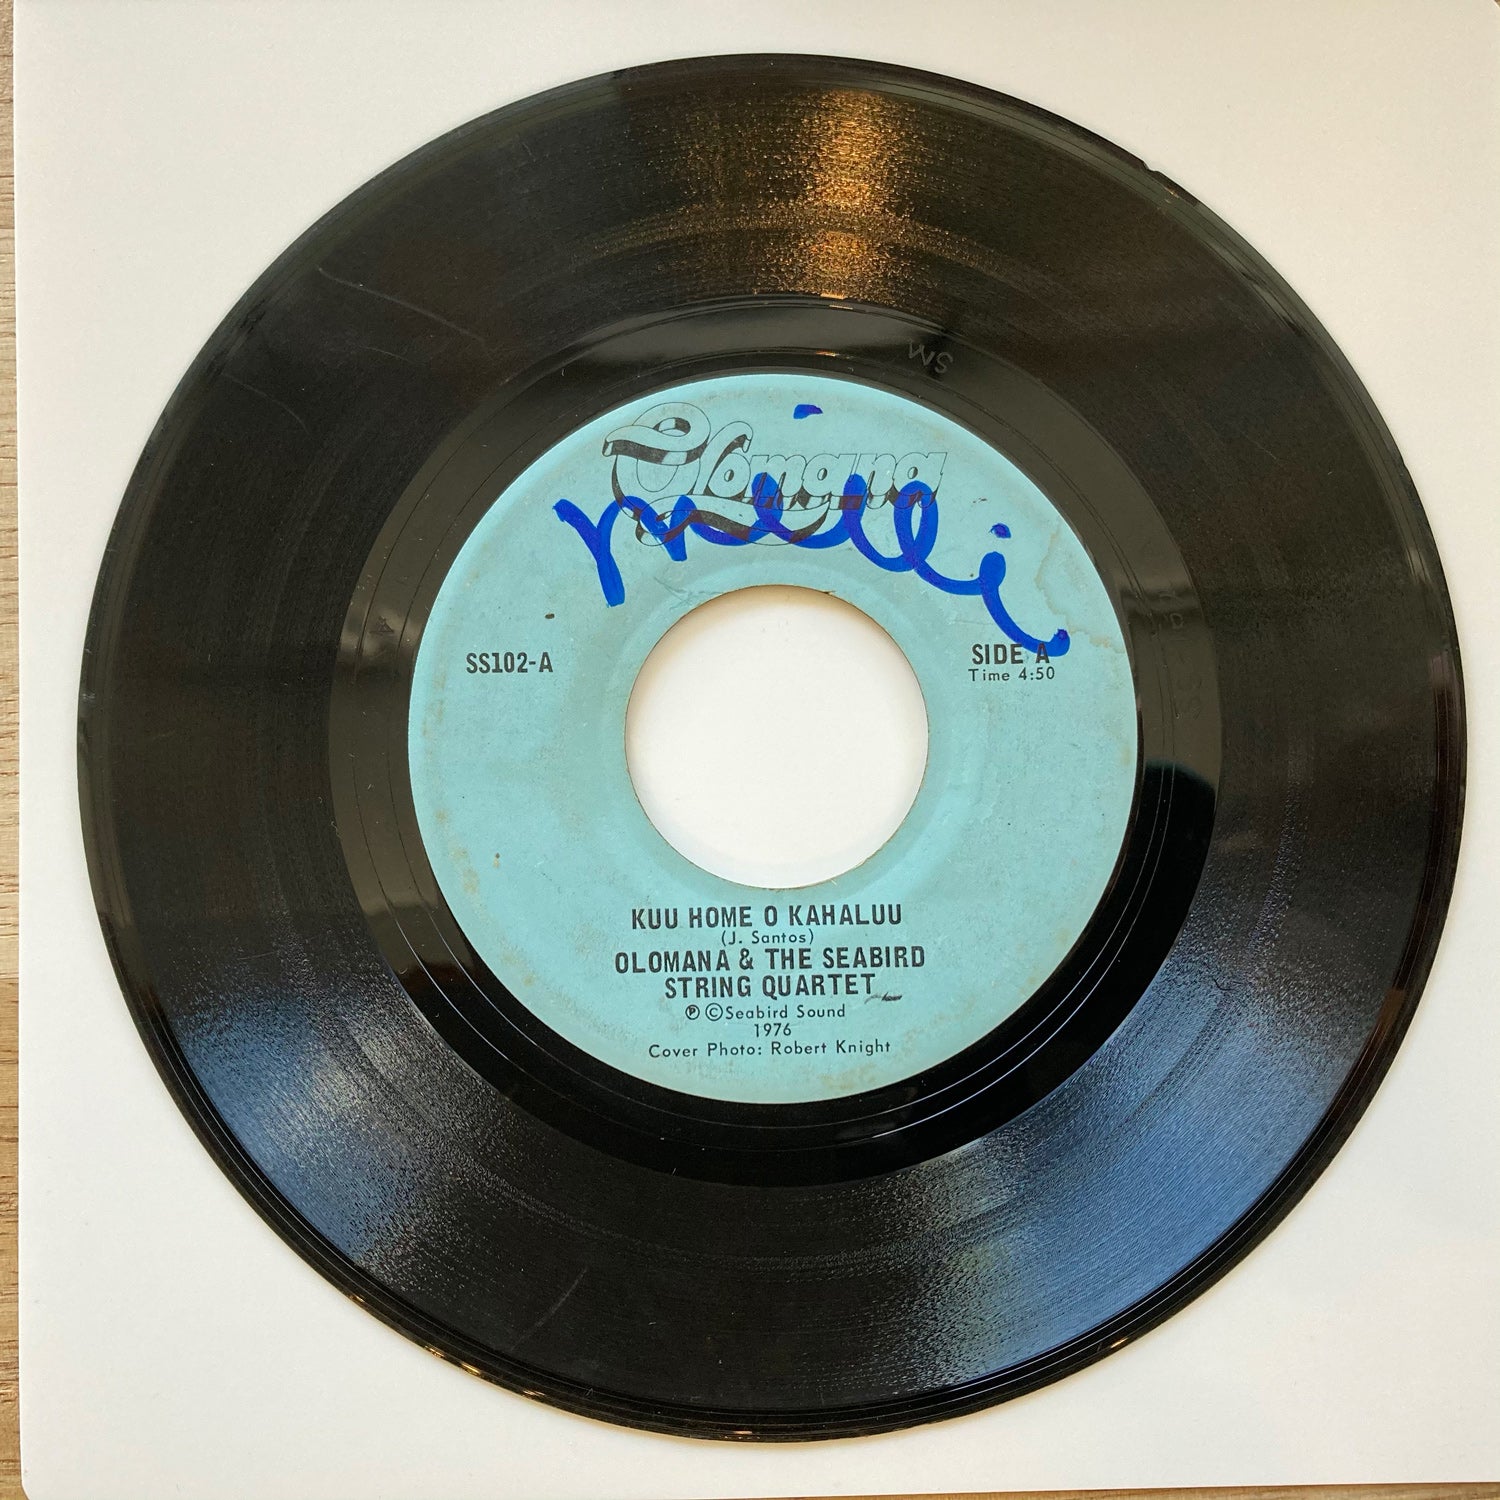 Olomana
milli
SS102-A
SIDE A
Time 4:50
KUU HOME O KAHALUU
(J. Santos)
OLOMANA & THE SEABIRD
STRING QUARTET
Ⓟ ©Seabird Sound
1976
Cover Photo: Robert Knight